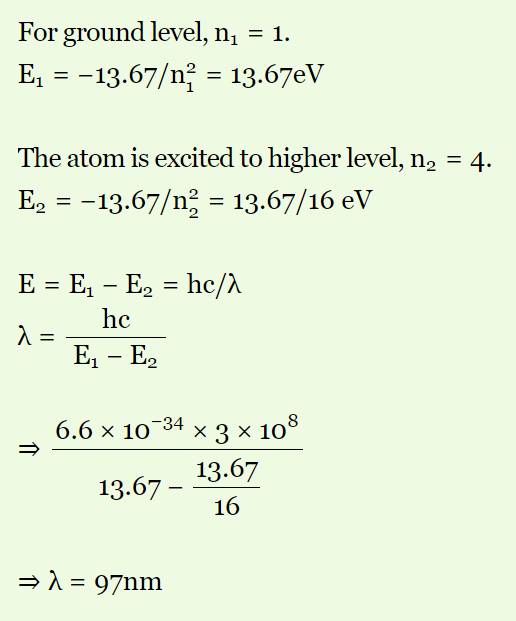 For ground level, n₁ = 1.
E₁ = −13.67/n₁² = 13.67eV
The atom is excited to higher level, n₂ = 4.
E₂ = −13.67/n₂² = 13.67/16 eV
E = E₁ − E₂ = hc/λ
λ = hc / (E₁ − E₂)
⇒ (6.6 × 10⁻³⁴ × 3 × 10⁸) / (13.67 − 13.67/16)
⇒ λ = 97nm